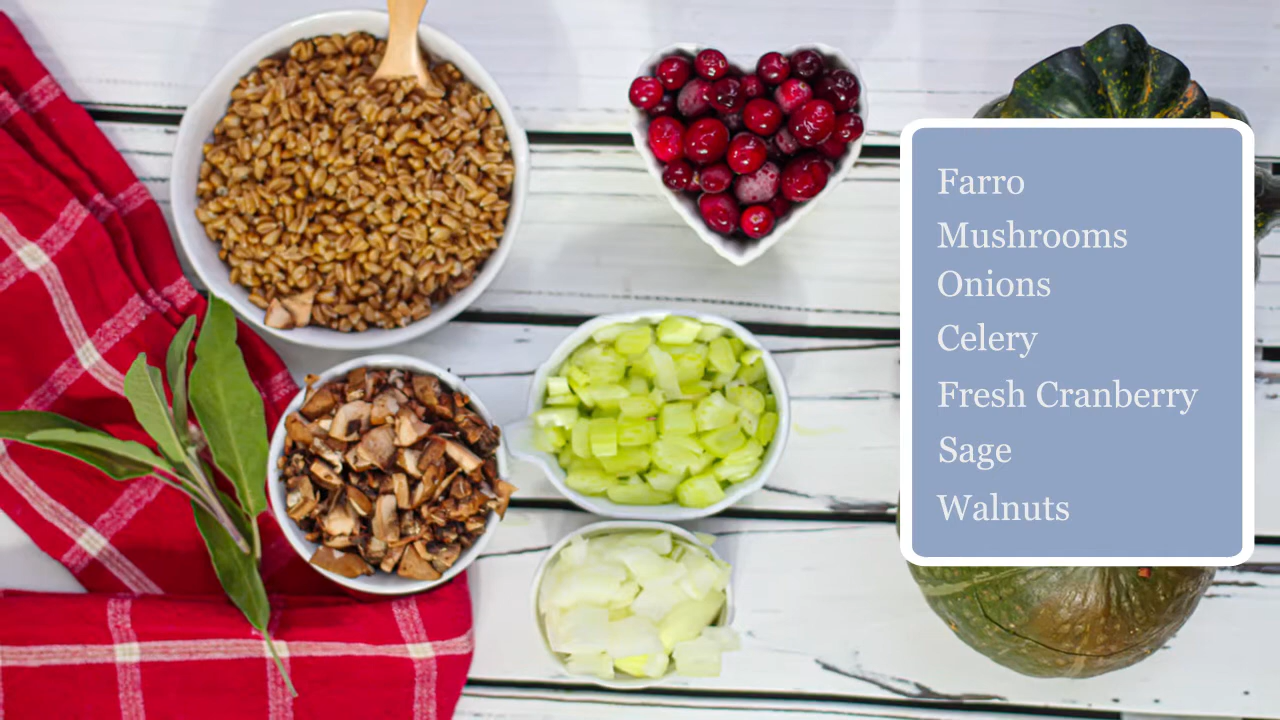 Farro
Mushrooms
Onions
Celery
Fresh Cranberry
Sage
Walnuts